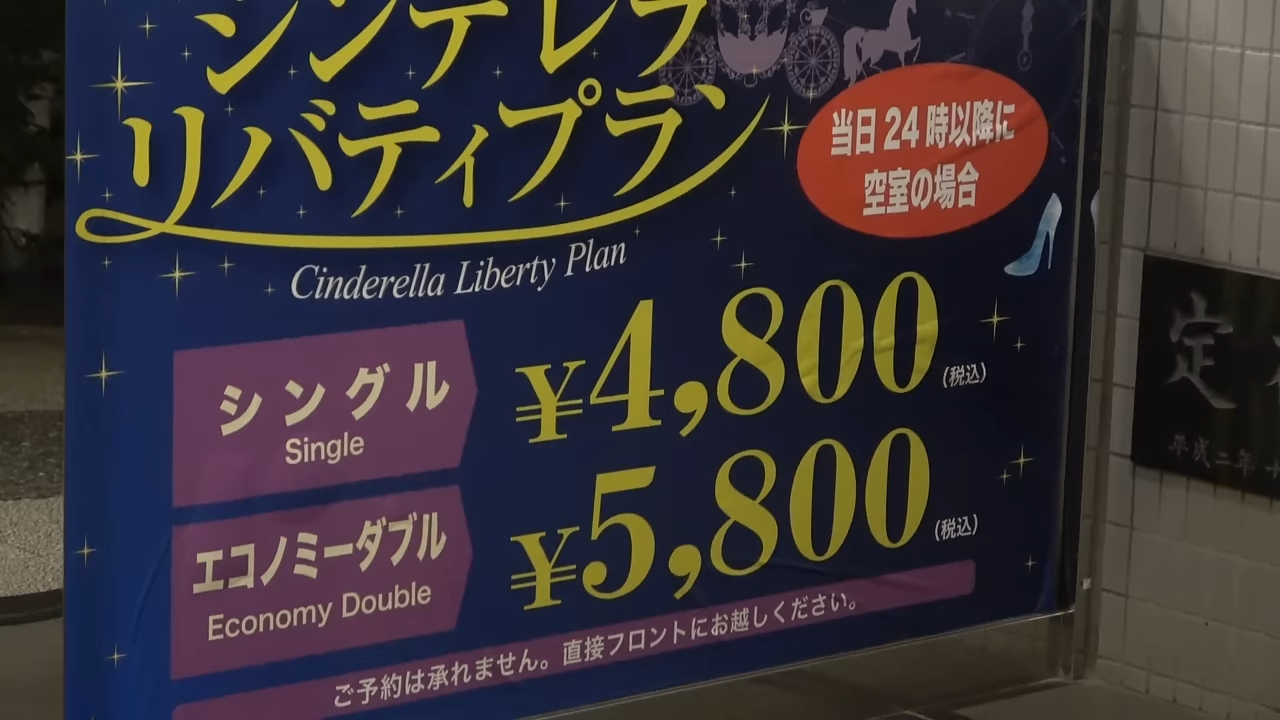 シンデレラ
リバティプラン
Cinderella Liberty Plan
当日24時以降に
空室の場合
シングル
Single
¥4,800
(税込)
エコノミーダブル
Economy Double
¥5,800
(税込)
ご予約は承れません。直接フロントにお越しください。
定
平成二年